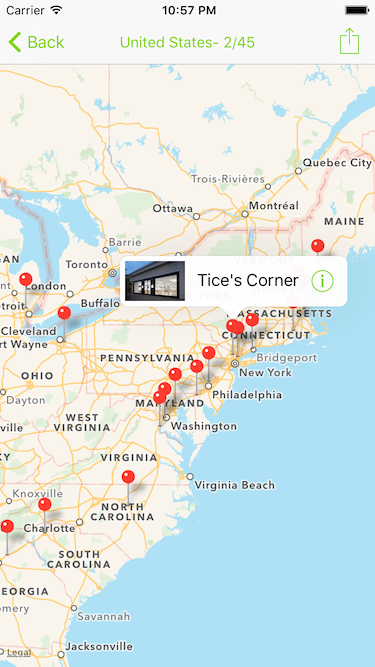 Carrier 10:57 PM
Back United States- 2/45
Quebec City
Trois-Rivières
Ottawa
Montréal
MAINE
Barrie
Toronto
Tice's Corner
London
Buffalo
Cleveland
ASSACHUSETTS
CONNECTICUT
rt Wayne
PENNSYLVANIA
Bridgeport
New York
OHIO
Philadelphia
Dayton
MARYLAND
WEST
VIRGINIA
Washington
VIRGINIA
Virginia Beach
Knoxville
NORTH
CAROLINA
Charlotte
SOUTH
CAROLINA
EORGIA
omery
Savannah
Legal
Jacksonville